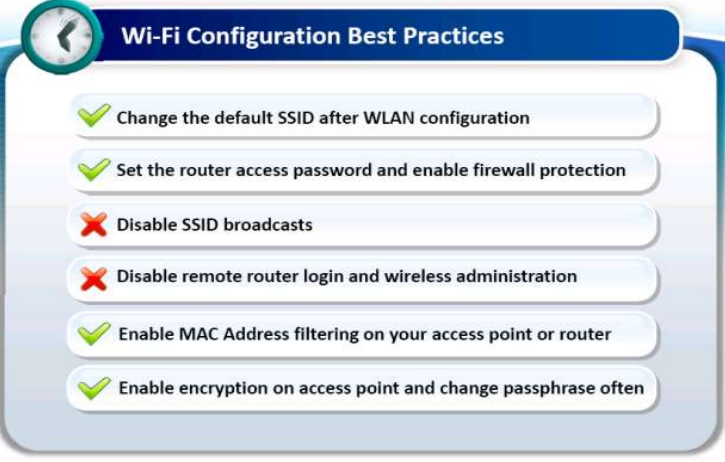 Wi-Fi Configuration Best Practices
Change the default SSID after WLAN configuration
Set the router access password and enable firewall protection
Disable SSID broadcasts
Disable remote router login and wireless administration
Enable MAC Address filtering on your access point or router
Enable encryption on access point and change passphrase often